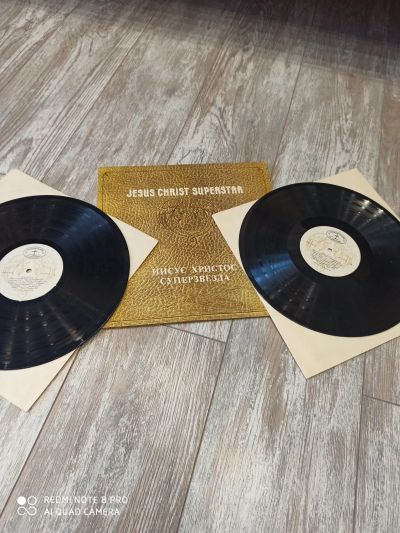 JESUS CHRIST SUPERSTAR
ИИСУС ХРИСТОС
СУПЕРЗВЕЗДА
REDMI NOTE 8 PRO
AI QUAD CAMERA